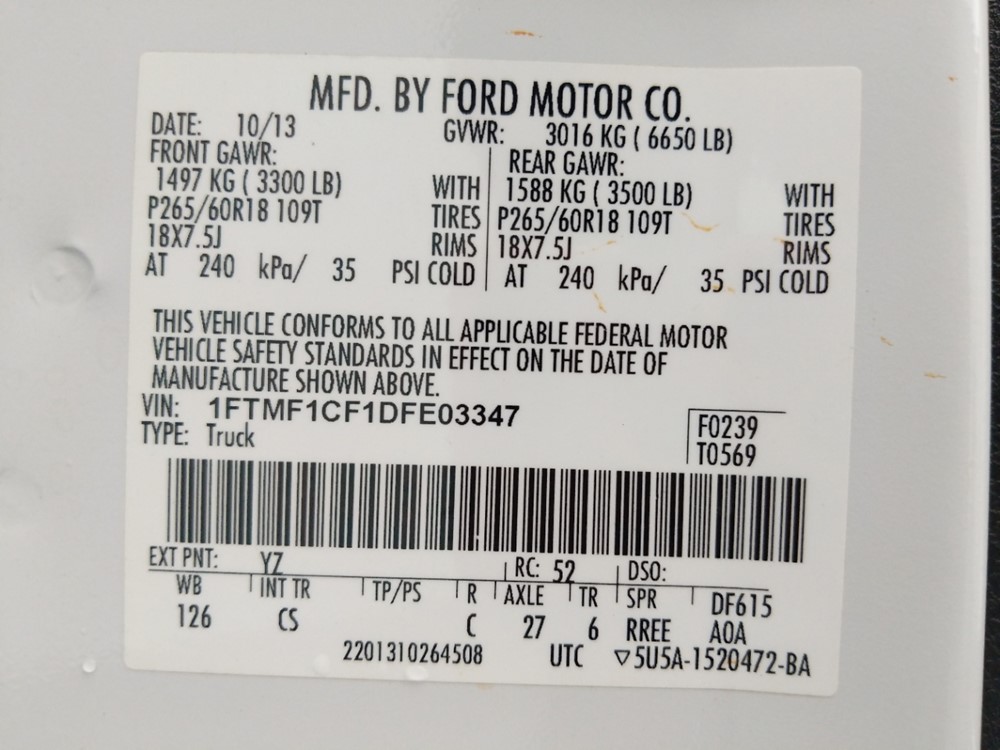 MFD. BY FORD MOTOR CO.
DATE: 10/13 GVWR: 3016 KG ( 6650 LB)
FRONT GAWR: REAR GAWR:
1497 KG ( 3300 LB) WITH 1588 KG ( 3500 LB) WITH
P265/60R18 109T TIRES P265/60R18 109T TIRES
18X7.5J RIMS 18X7.5J RIMS
AT 240 kPa/ 35 PSI COLD AT 240 kPa/ 35 PSI COLD
THIS VEHICLE CONFORMS TO ALL APPLICABLE FEDERAL MOTOR
VEHICLE SAFETY STANDARDS IN EFFECT ON THE DATE OF
MANUFACTURE SHOWN ABOVE.
VIN: 1FTMF1CF1DFE03347 F0239
TYPE: Truck T0569
EXT PNT: YZ RC: 52 DSO:
WB INT TR TP/PS R AXLE TR SPR DF615
126 CS C 27 6 RREE A0A
2201310264508 UTC ▽5U5A-1520472-BA